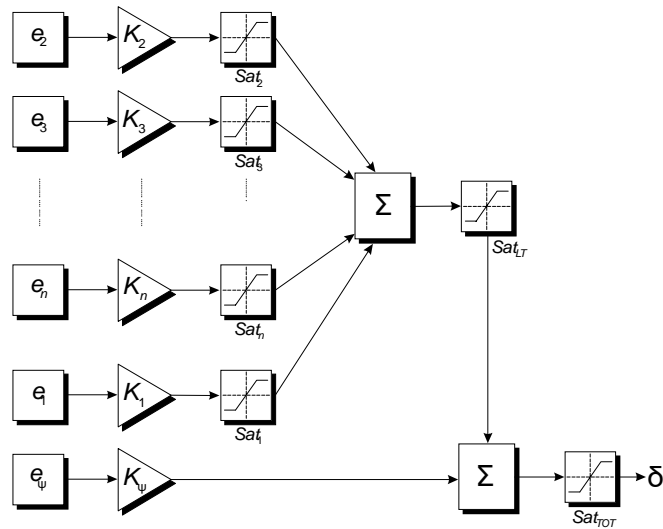 e2 K2 Sat2
e3 K3 Sat3
Σ SatLT
en Kn Satn
e1 K1 Sat1
eψ Kψ Σ SatTOT δ